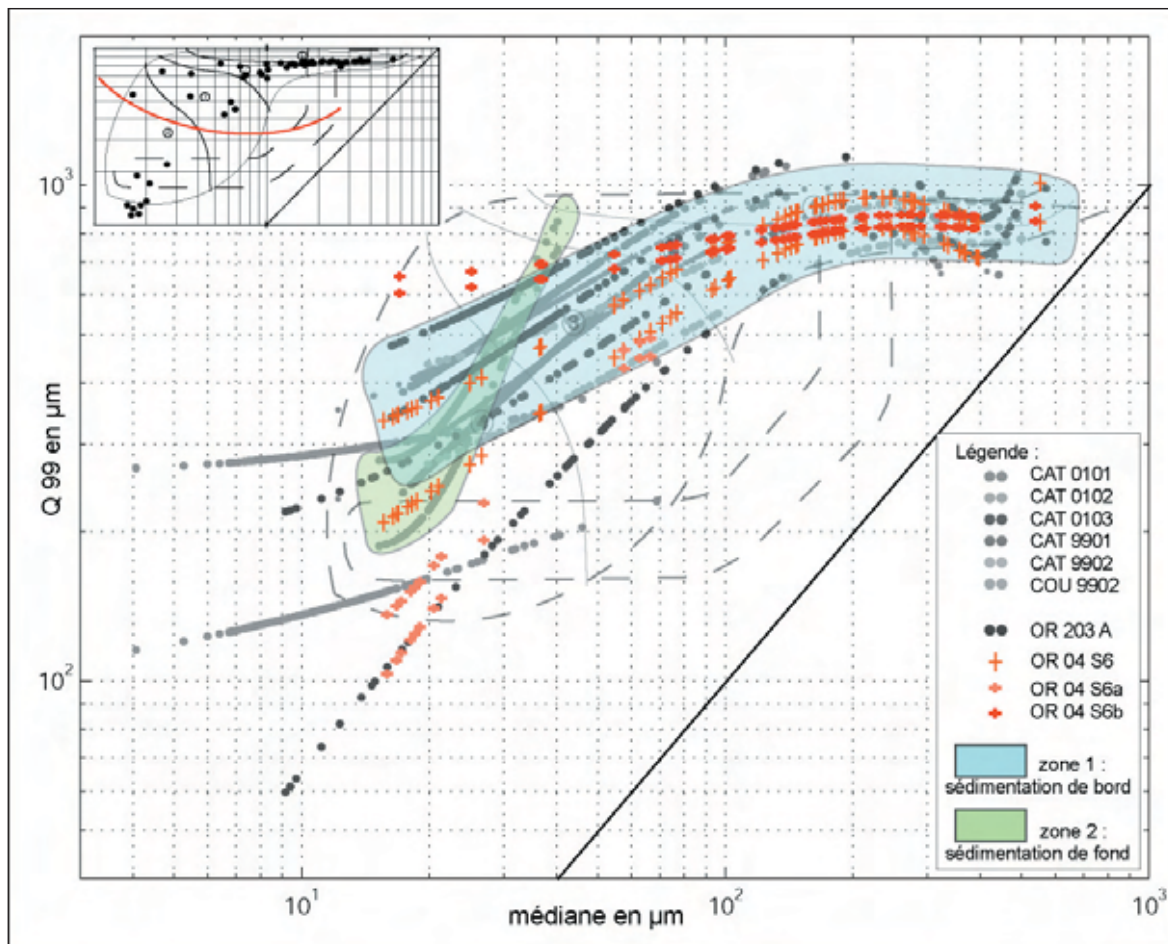 10³
Q 99 en µm
10²
10¹
10²
10³
médiane en µm
Légende :
CAT 0101
CAT 0102
CAT 0103
CAT 9901
CAT 9902
COU 9902
OR 203 A
OR 04 S6
OR 04 S6a
OR 04 S6b
zone 1 :
sédimentation de bord
zone 2 :
sédimentation de fond